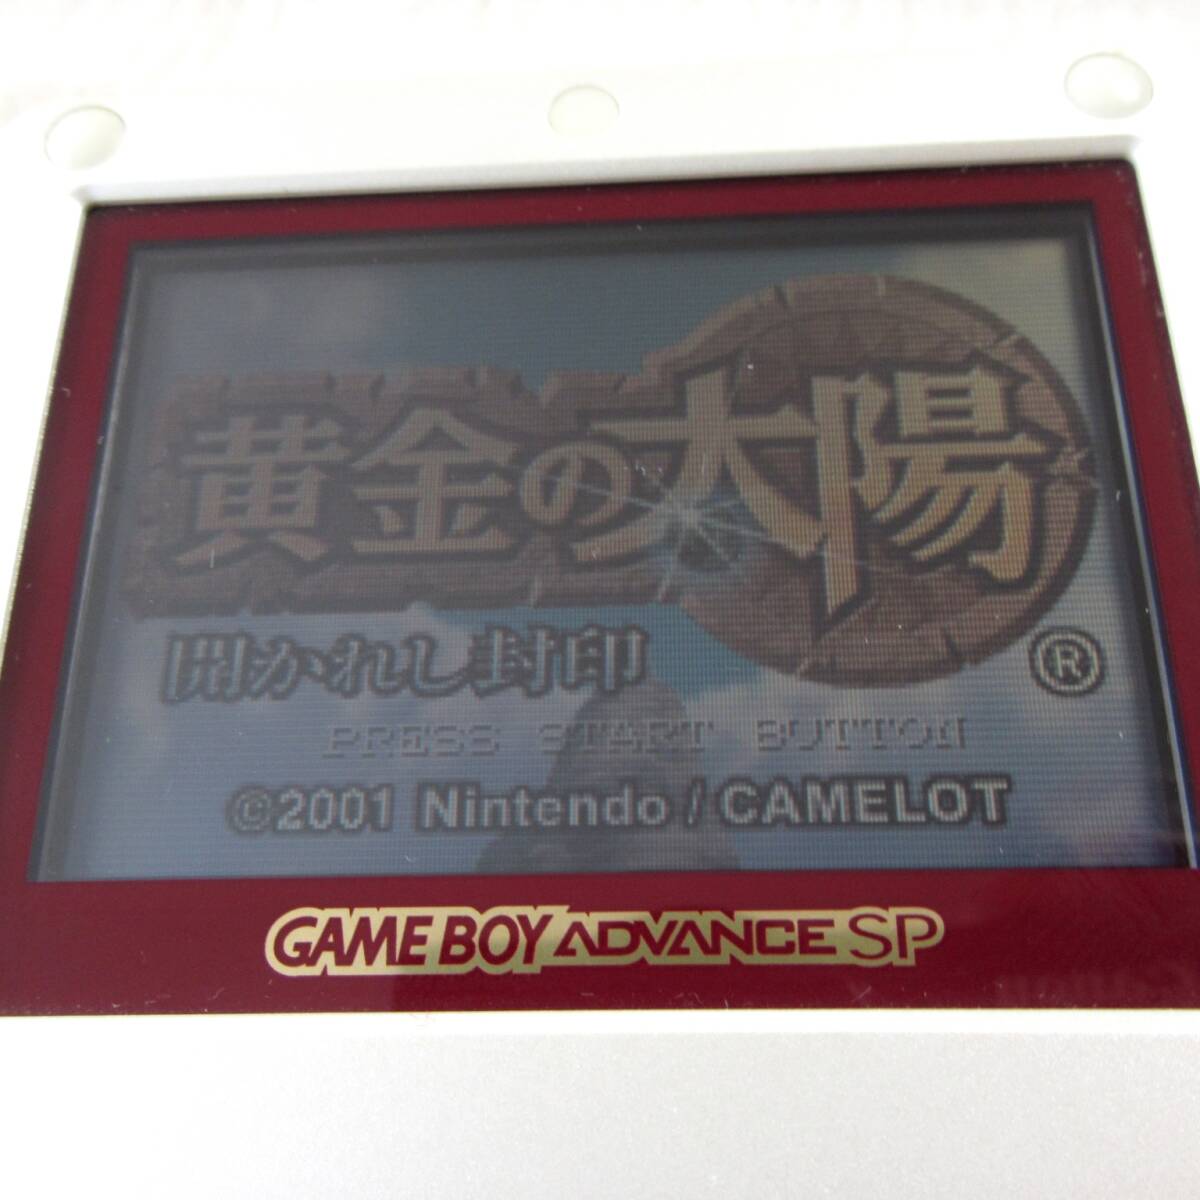 黄金の太陽
開かれし封印
®
PRESS START BUTTON
©2001 Nintendo / CAMELOT
GAME BOY ADVANCE SP